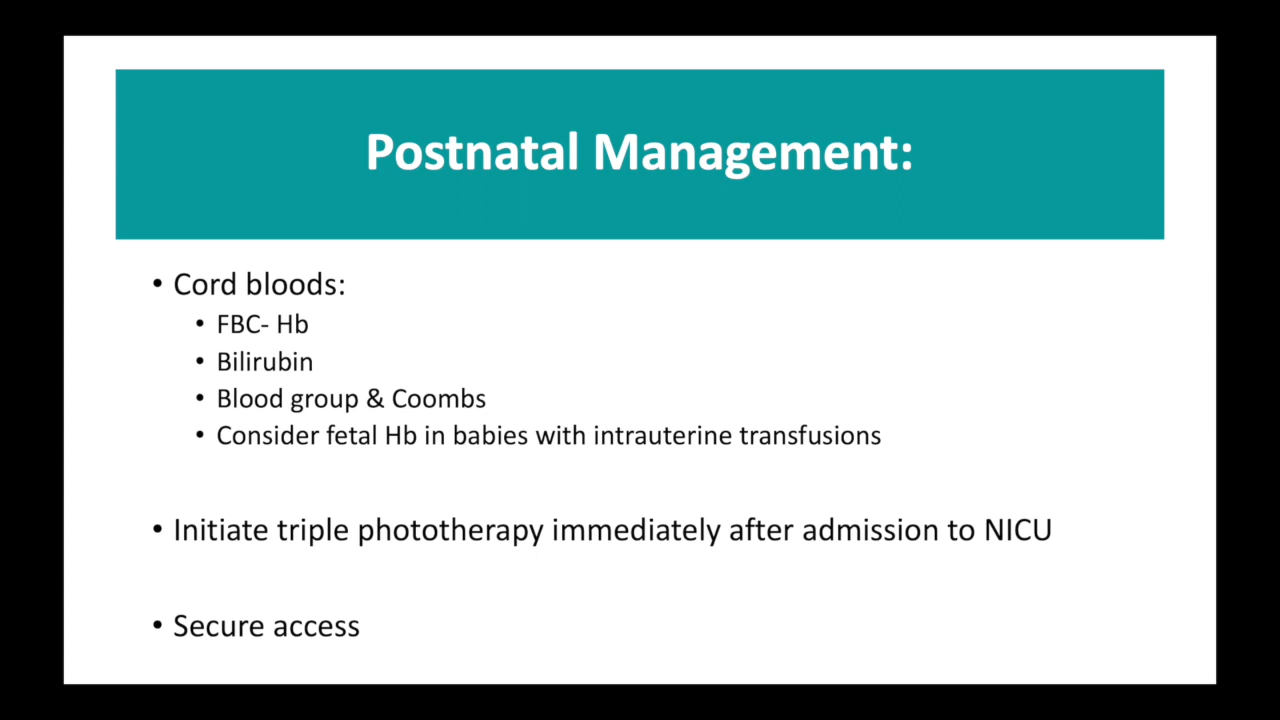 Postnatal Management:
• Cord bloods:
• FBC- Hb
• Bilirubin
• Blood group & Coombs
• Consider fetal Hb in babies with intrauterine transfusions
• Initiate triple phototherapy immediately after admission to NICU
• Secure access